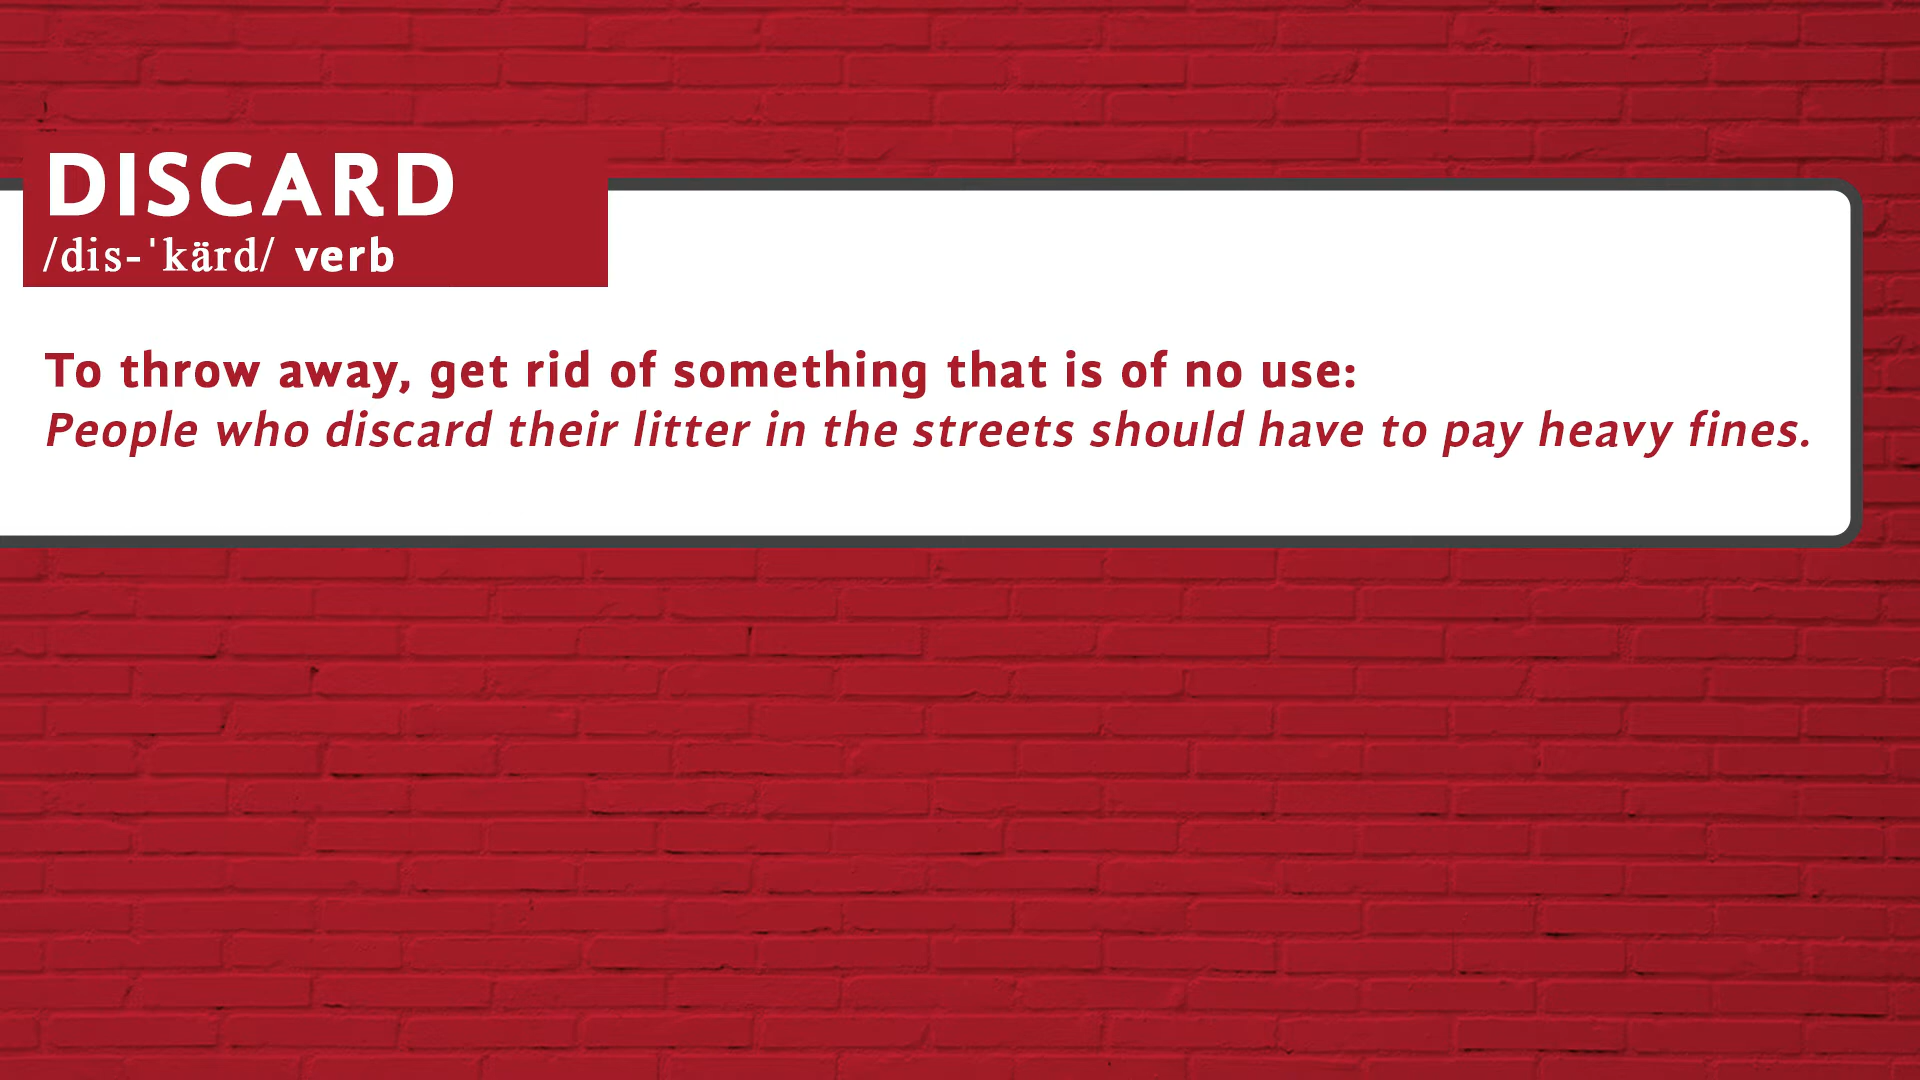 DISCARD
/dis-ˈkärd/ verb
To throw away, get rid of something that is of no use:
People who discard their litter in the streets should have to pay heavy fines.